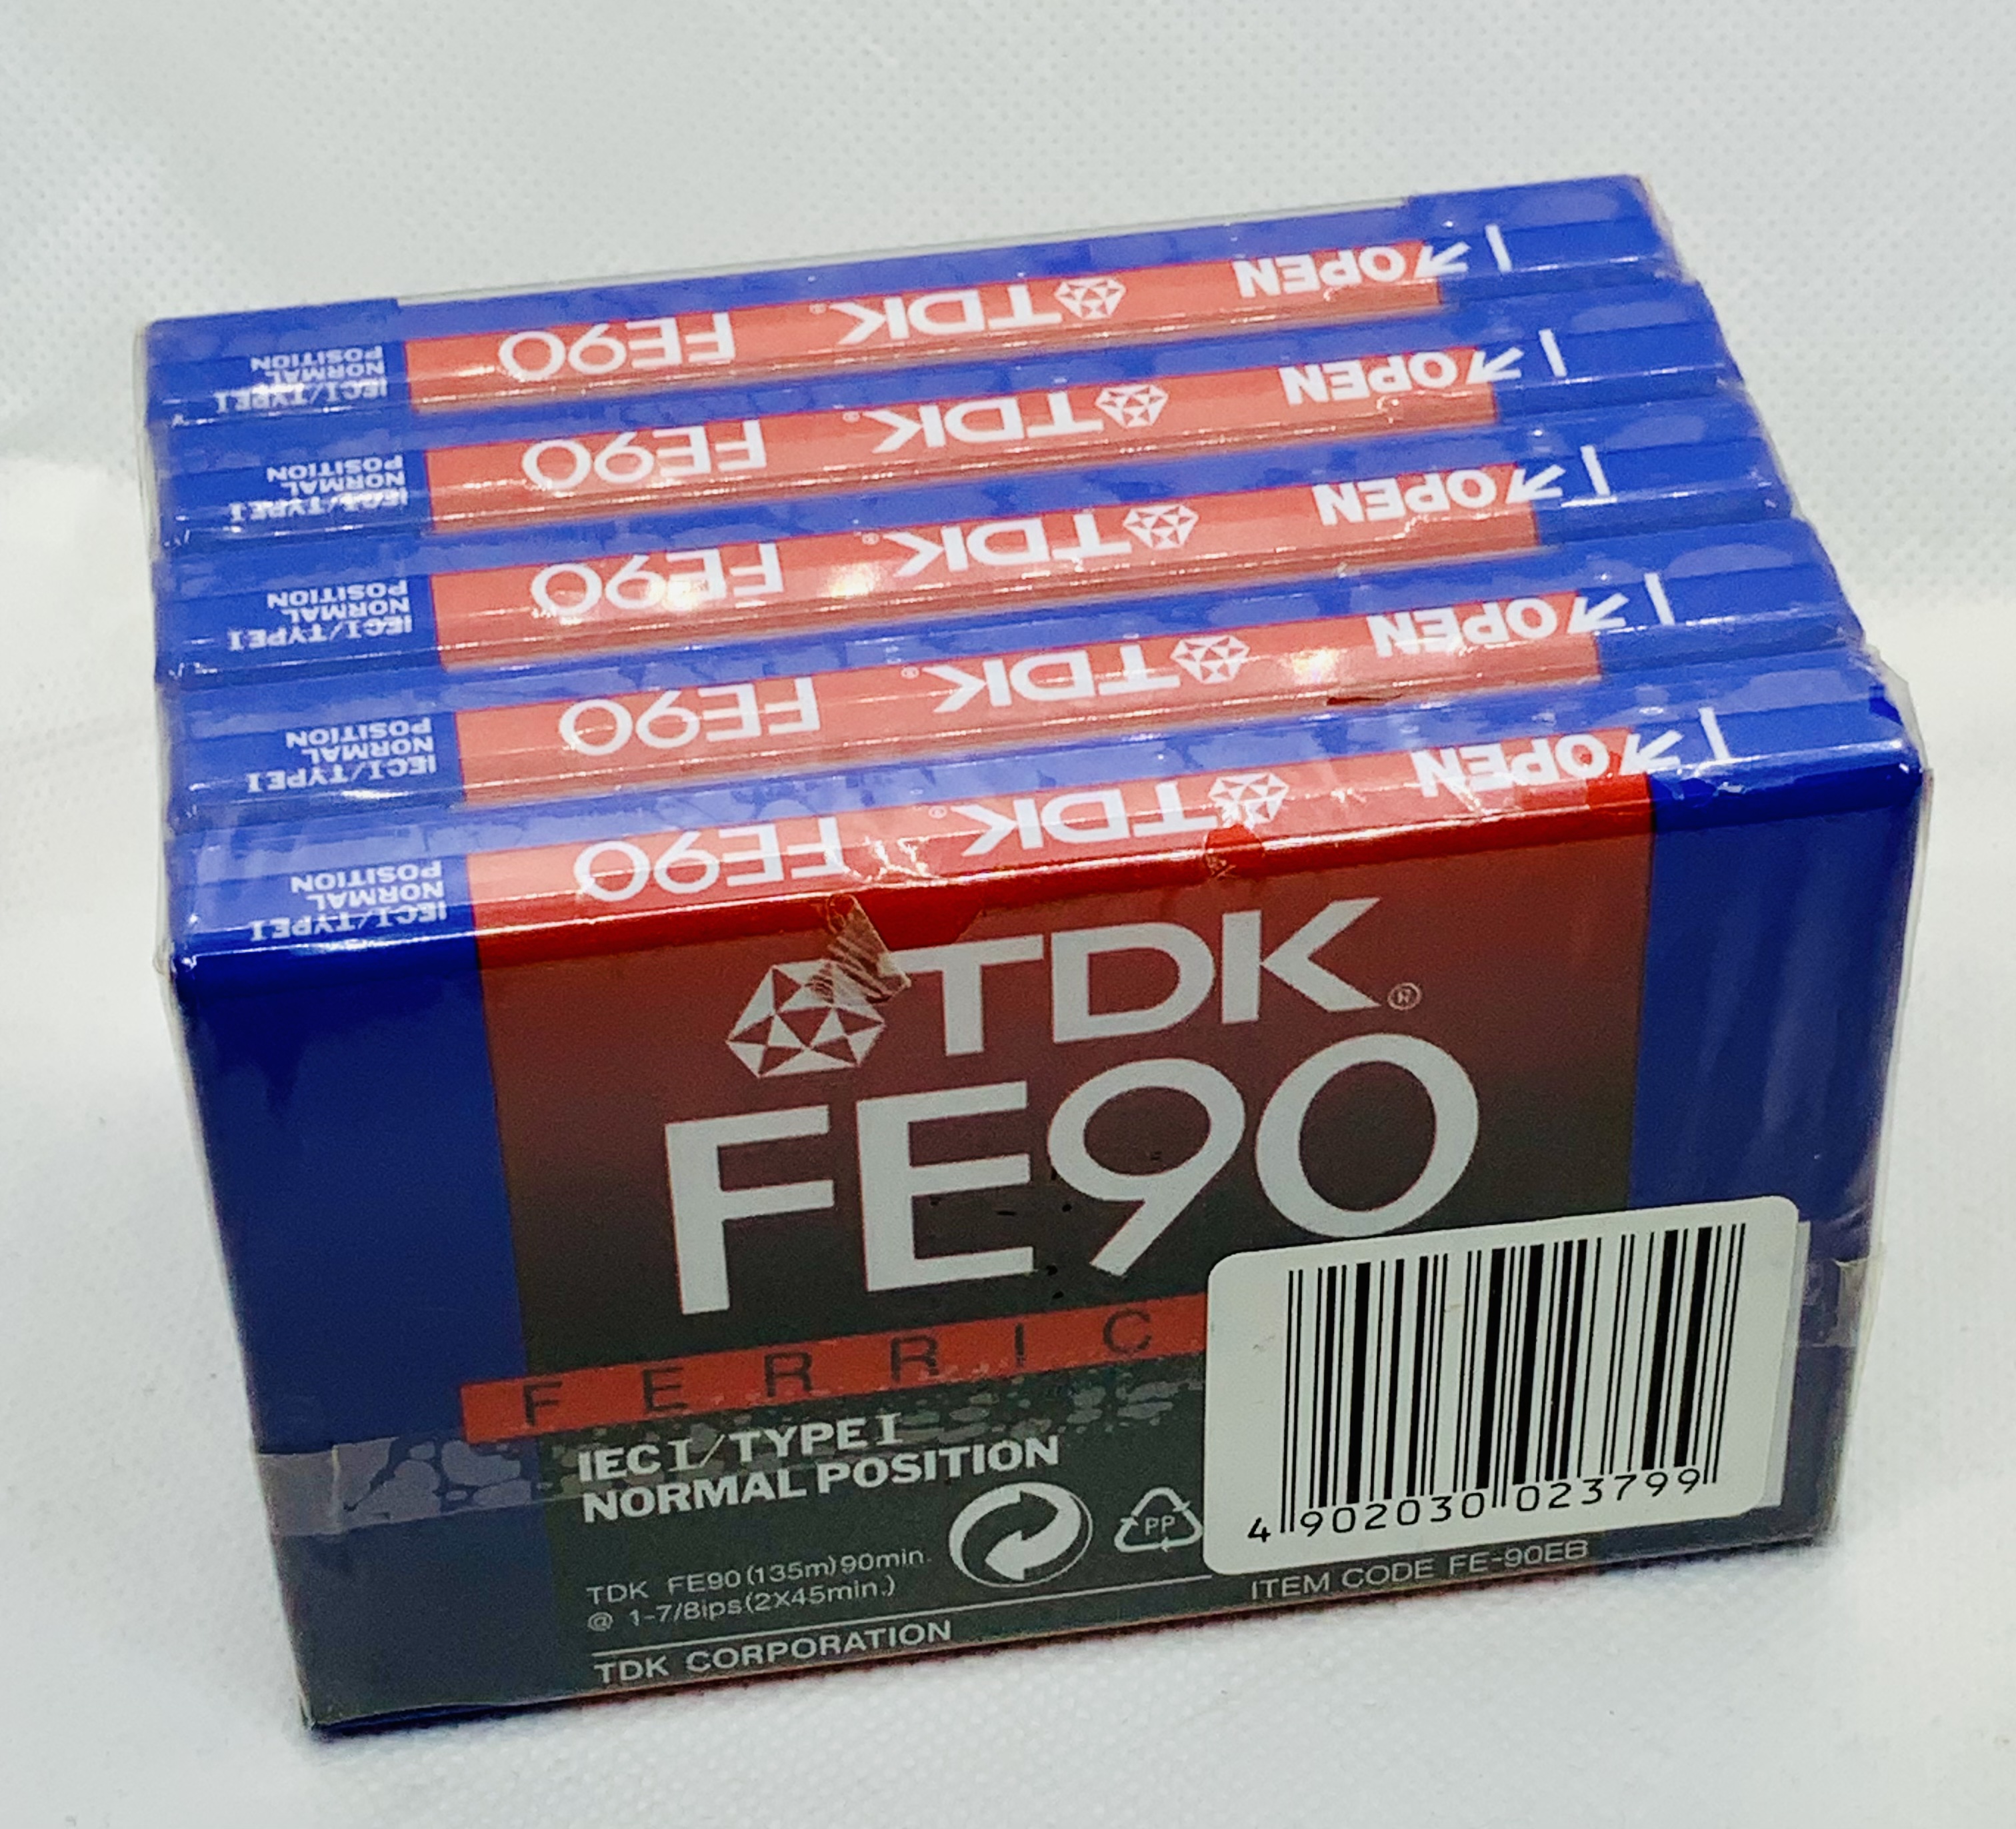 OPEN TDK® FE90 IEC I/TYPE I
NORMAL
POSITION
OPEN TDK® FE90 IEC I/TYPE I
NORMAL
POSITION
OPEN TDK® FE90 IEC I/TYPE I
NORMAL
POSITION
OPEN TDK® FE90 IEC I/TYPE I
NORMAL
POSITION
OPEN TDK® FE90 IEC I/TYPE I
NORMAL
POSITION
TDK®
FE90
FERRIC
IEC I/TYPE I
NORMAL POSITION
PP
4 902030 023799
TDK FE90 (135m) 90min.
@ 1-7/8ips (2X45min.)
ITEM CODE FE-90EB
TDK CORPORATION